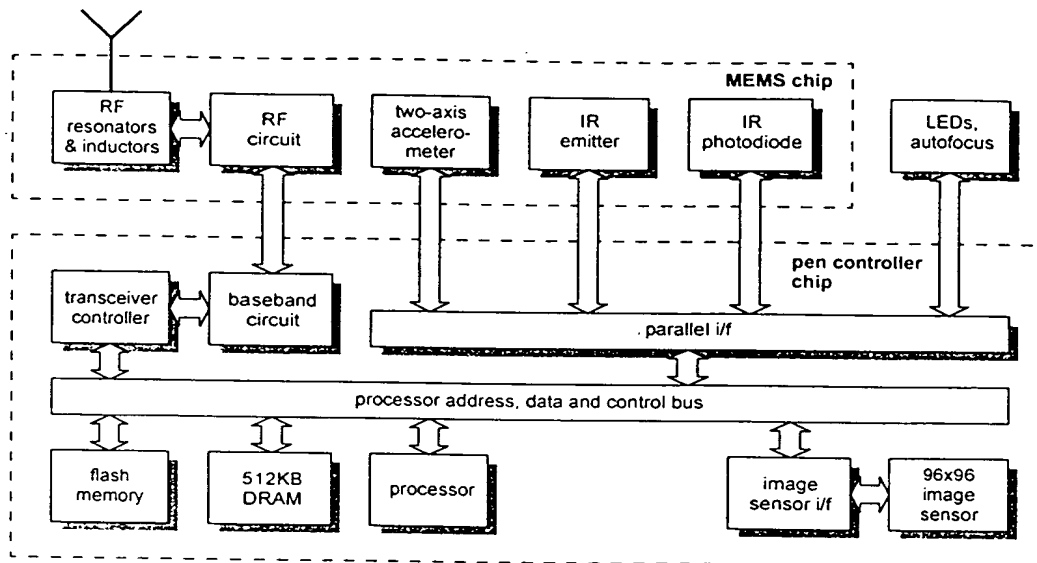 MEMS chip
RF
resonators
& inductors
RF
circuit
two-axis
accelero-
meter
IR
emitter
IR
photodiode
LEDs,
autofocus
pen controller
chip
transceiver
controller
baseband
circuit
parallel i/f
processor address, data and control bus
flash
memory
512KB
DRAM
processor
image
sensor i/f
96x96
image
sensor